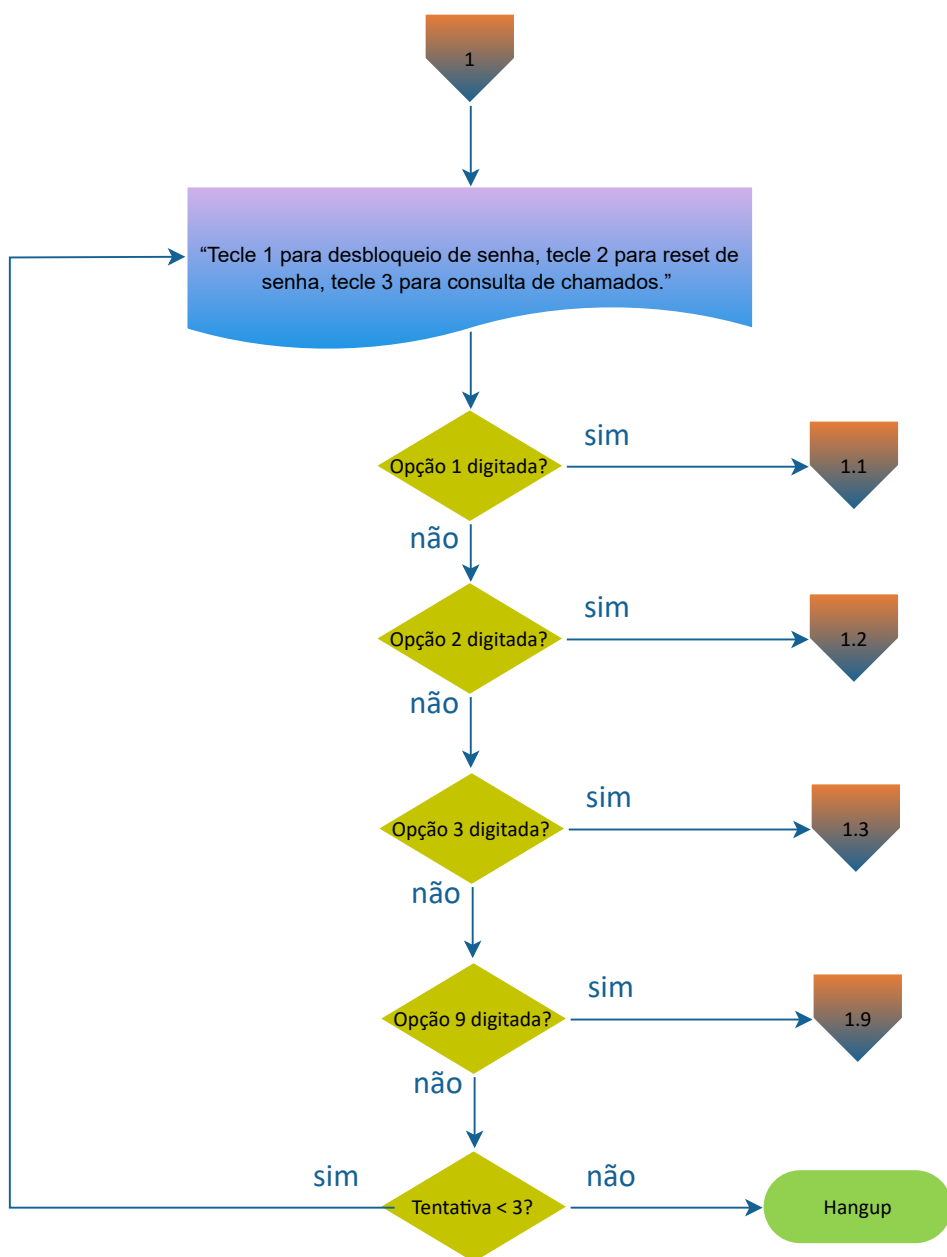 1
“Tecle 1 para desbloqueio de senha, tecle 2 para reset de
senha, tecle 3 para consulta de chamados.”
Opção 1 digitada?
sim
1.1
não
Opção 2 digitada?
sim
1.2
não
Opção 3 digitada?
sim
1.3
não
Opção 9 digitada?
sim
1.9
não
sim
Tentativa < 3?
não
Hangup